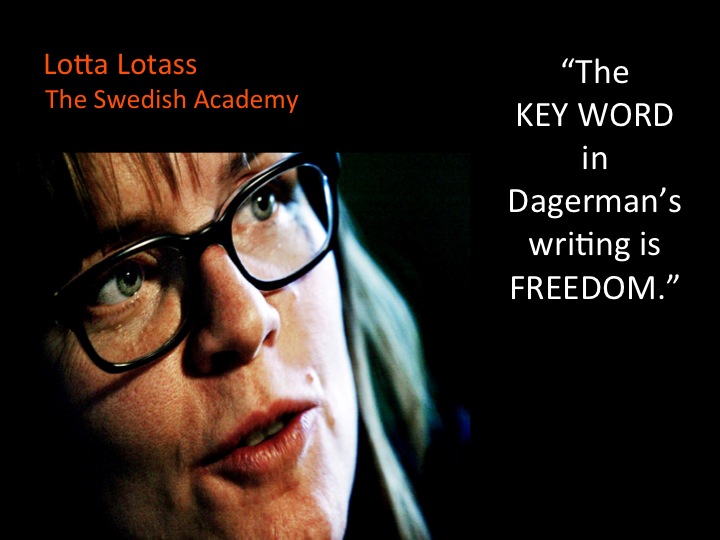 Lotta Lotass
The Swedish Academy
“The
KEY WORD
in
Dagerman’s
writing is
FREEDOM.”